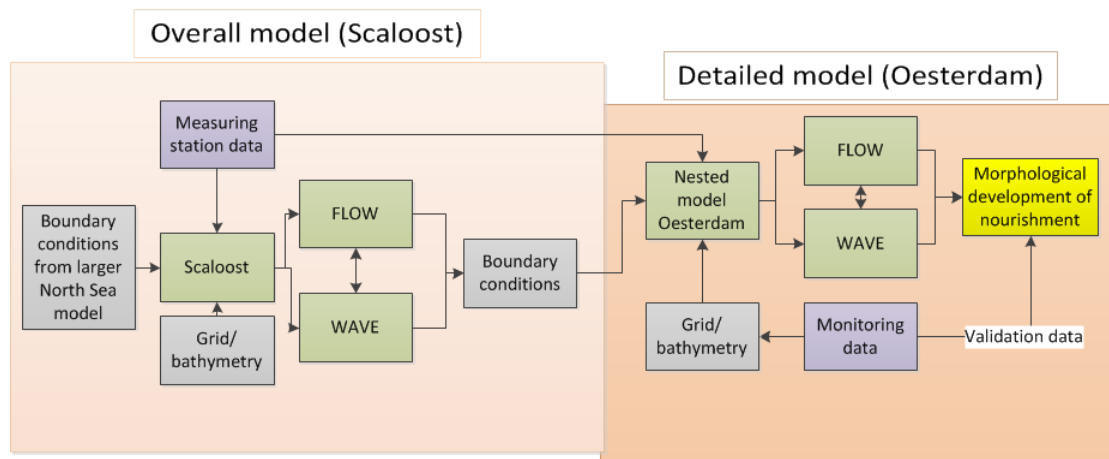 Overall model (Scaloost)
Detailed model (Oesterdam)
Measuring
station data
Boundary
conditions
from larger
North Sea
model
Scaloost
Grid/
bathymetry
FLOW
WAVE
Boundary
conditions
Nested
model
Oesterdam
Grid/
bathymetry
FLOW
WAVE
Monitoring
data
Morphological
development of
nourishment
Validation data